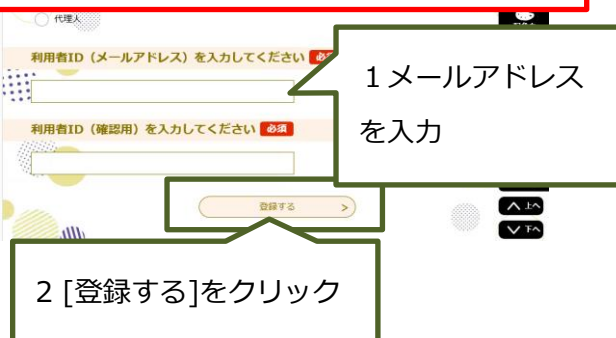 代理人
利用者ID（メールアドレス）を入力してください
１メールアドレス
を入力
利用者ID（確認用）を入力してください 必須
登録する >
上へ
下へ
2 [登録する]をクリック